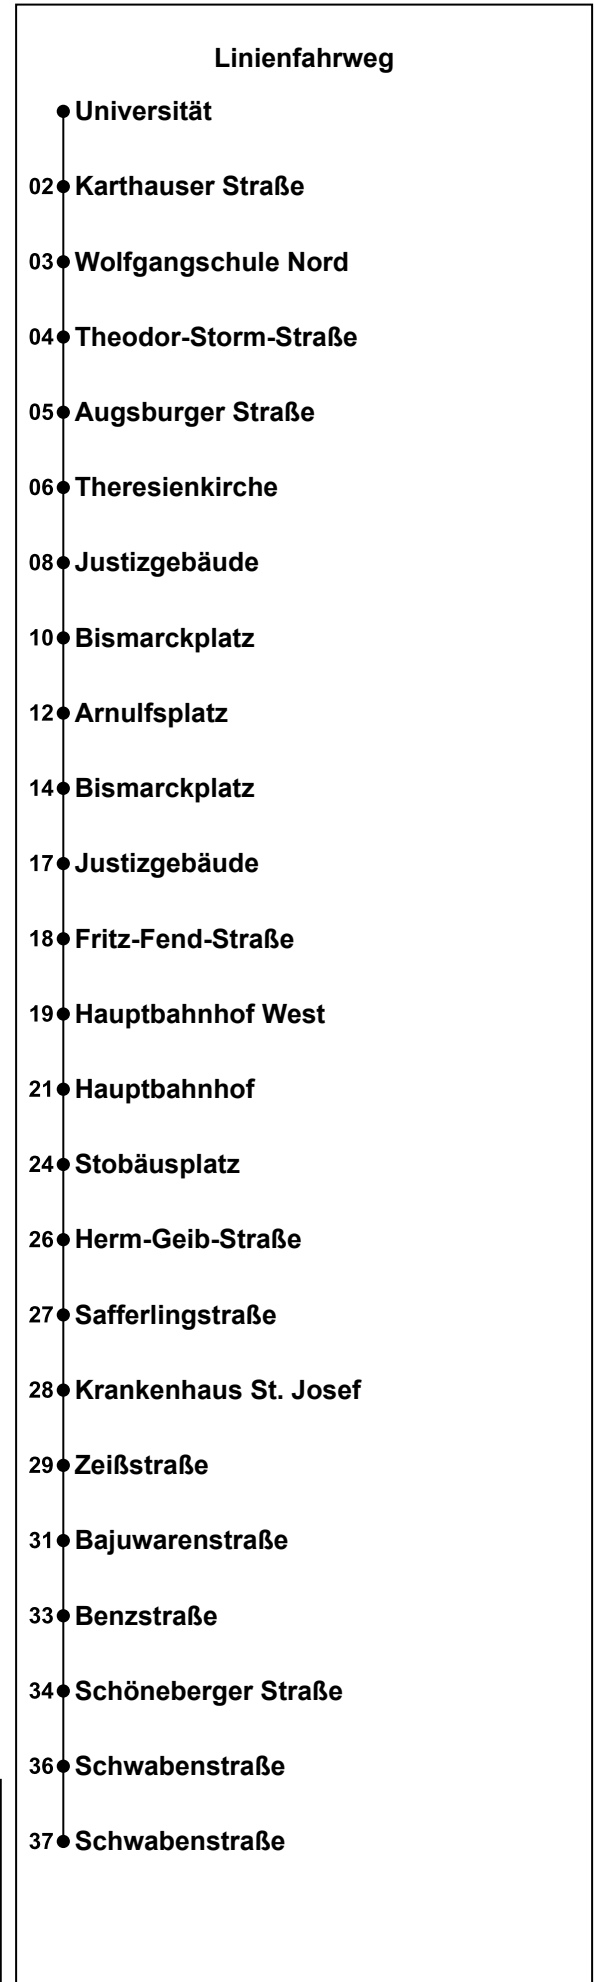 Linienfahrweg
Universität
02 Karthauser Straße
03 Wolfgangschule Nord
04 Theodor-Storm-Straße
05 Augsburger Straße
06 Theresienkirche
08 Justizgebäude
10 Bismarckplatz
12 Arnulfsplatz
14 Bismarckplatz
17 Justizgebäude
18 Fritz-Fend-Straße
19 Hauptbahnhof West
21 Hauptbahnhof
24 Stobäusplatz
26 Herm-Geib-Straße
27 Safferlingstraße
28 Krankenhaus St. Josef
29 Zeißstraße
31 Bajuwarenstraße
33 Benzstraße
34 Schöneberger Straße
36 Schwabenstraße
37 Schwabenstraße